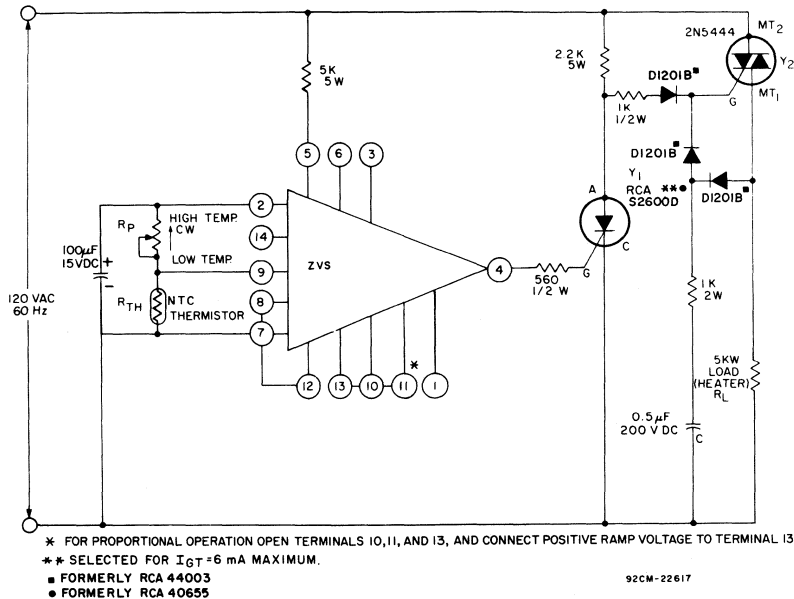 MT2
2N5444
Y2
MT1
G
5K
5W
2.2K
5W
D1201B■
1K
1/2W
D1201B■
Y1
RCA **●
S2600D
D1201B■
A
C
G
5
6
3
2
14
9
8
7
ZVS
4
12
13
10
11
*
1
560
1/2 W
RP
HIGH TEMP.
CW
LOW TEMP.
100µF
15VDC
+
-
RTH
NTC
THERMISTOR
120 VAC
60 Hz
1K
2W
5KW
LOAD
(HEATER)
RL
0.5µF
200 V DC
C
* FOR PROPORTIONAL OPERATION OPEN TERMINALS 10, 11, AND 13, AND CONNECT POSITIVE RAMP VOLTAGE TO TERMINAL 13
** SELECTED FOR IGT = 6 mA MAXIMUM.
■ FORMERLY RCA 44003
● FORMERLY RCA 40655
92CM-22617